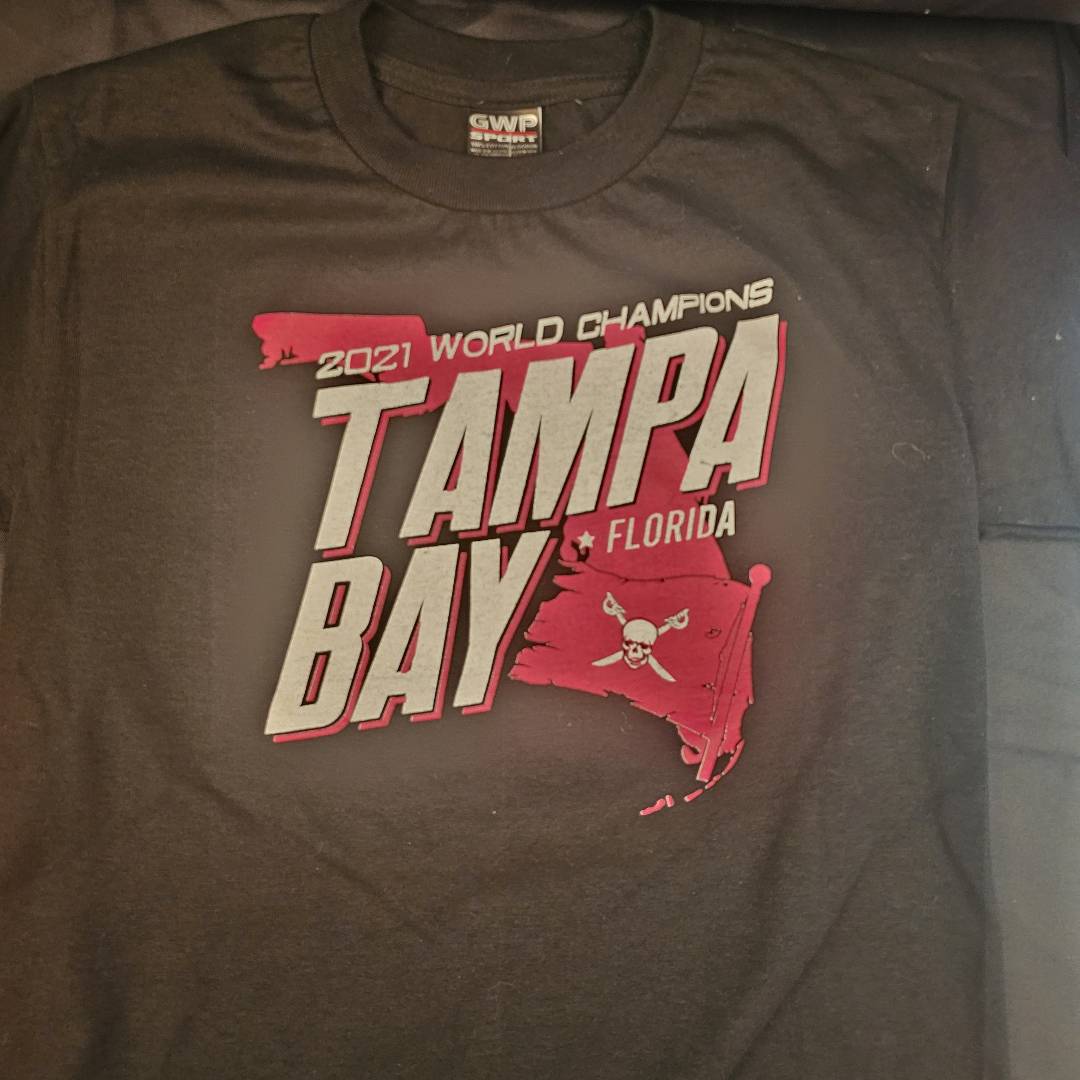 GWP
SPORT
2021 WORLD CHAMPIONS
TAMPA
★ FLORIDA
BAY